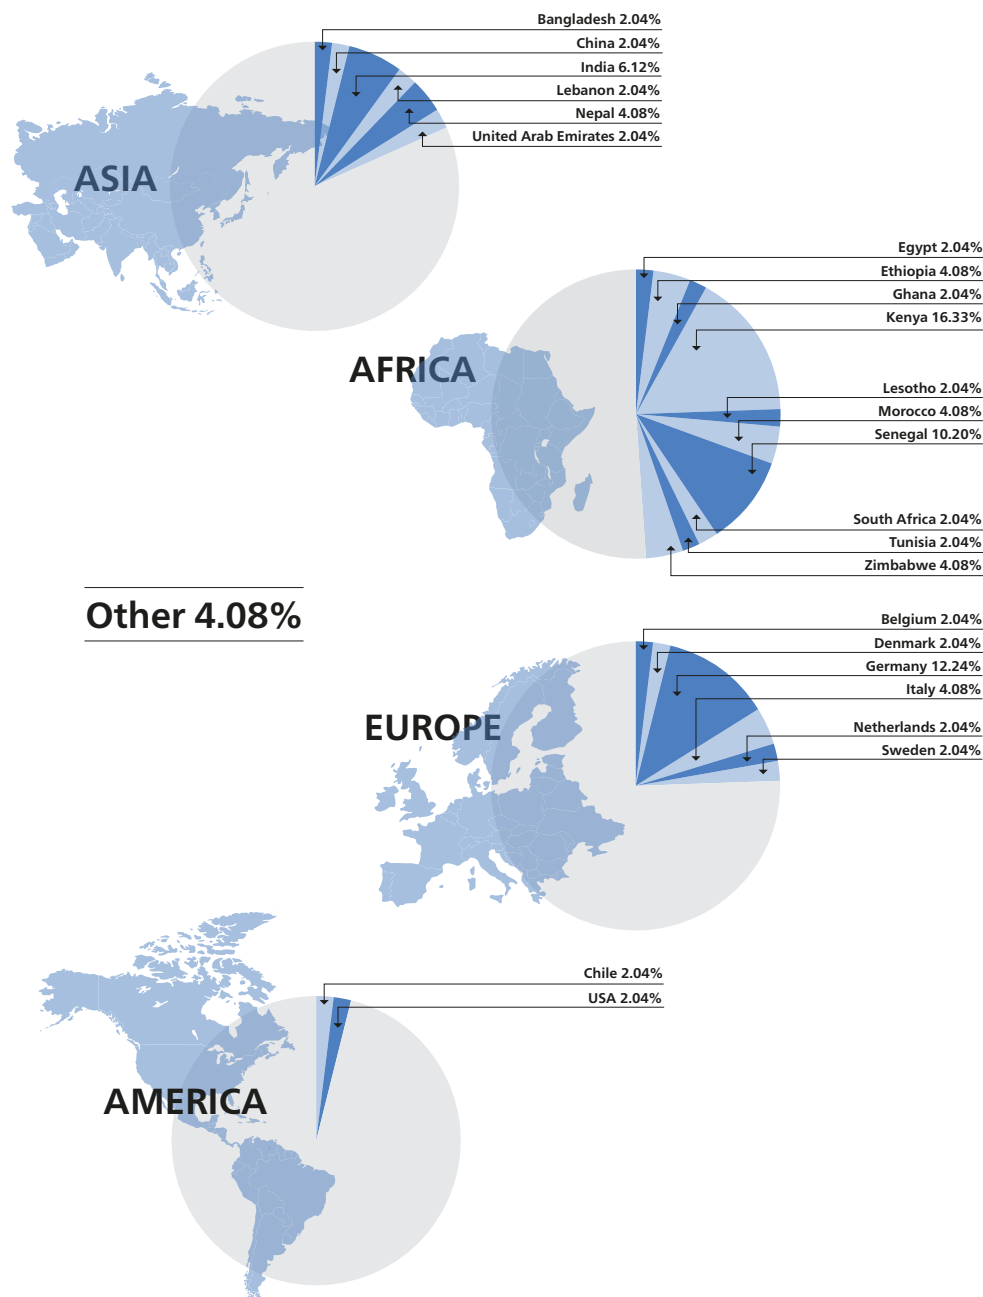 Bangladesh 2.04%
China 2.04%
India 6.12%
Lebanon 2.04%
Nepal 4.08%
United Arab Emirates 2.04%
ASIA
Egypt 2.04%
Ethiopia 4.08%
Ghana 2.04%
Kenya 16.33%
AFRICA
Lesotho 2.04%
Morocco 4.08%
Senegal 10.20%
South Africa 2.04%
Tunisia 2.04%
Zimbabwe 4.08%
Other 4.08%
Belgium 2.04%
Denmark 2.04%
Germany 12.24%
Italy 4.08%
EUROPE
Netherlands 2.04%
Sweden 2.04%
Chile 2.04%
USA 2.04%
AMERICA